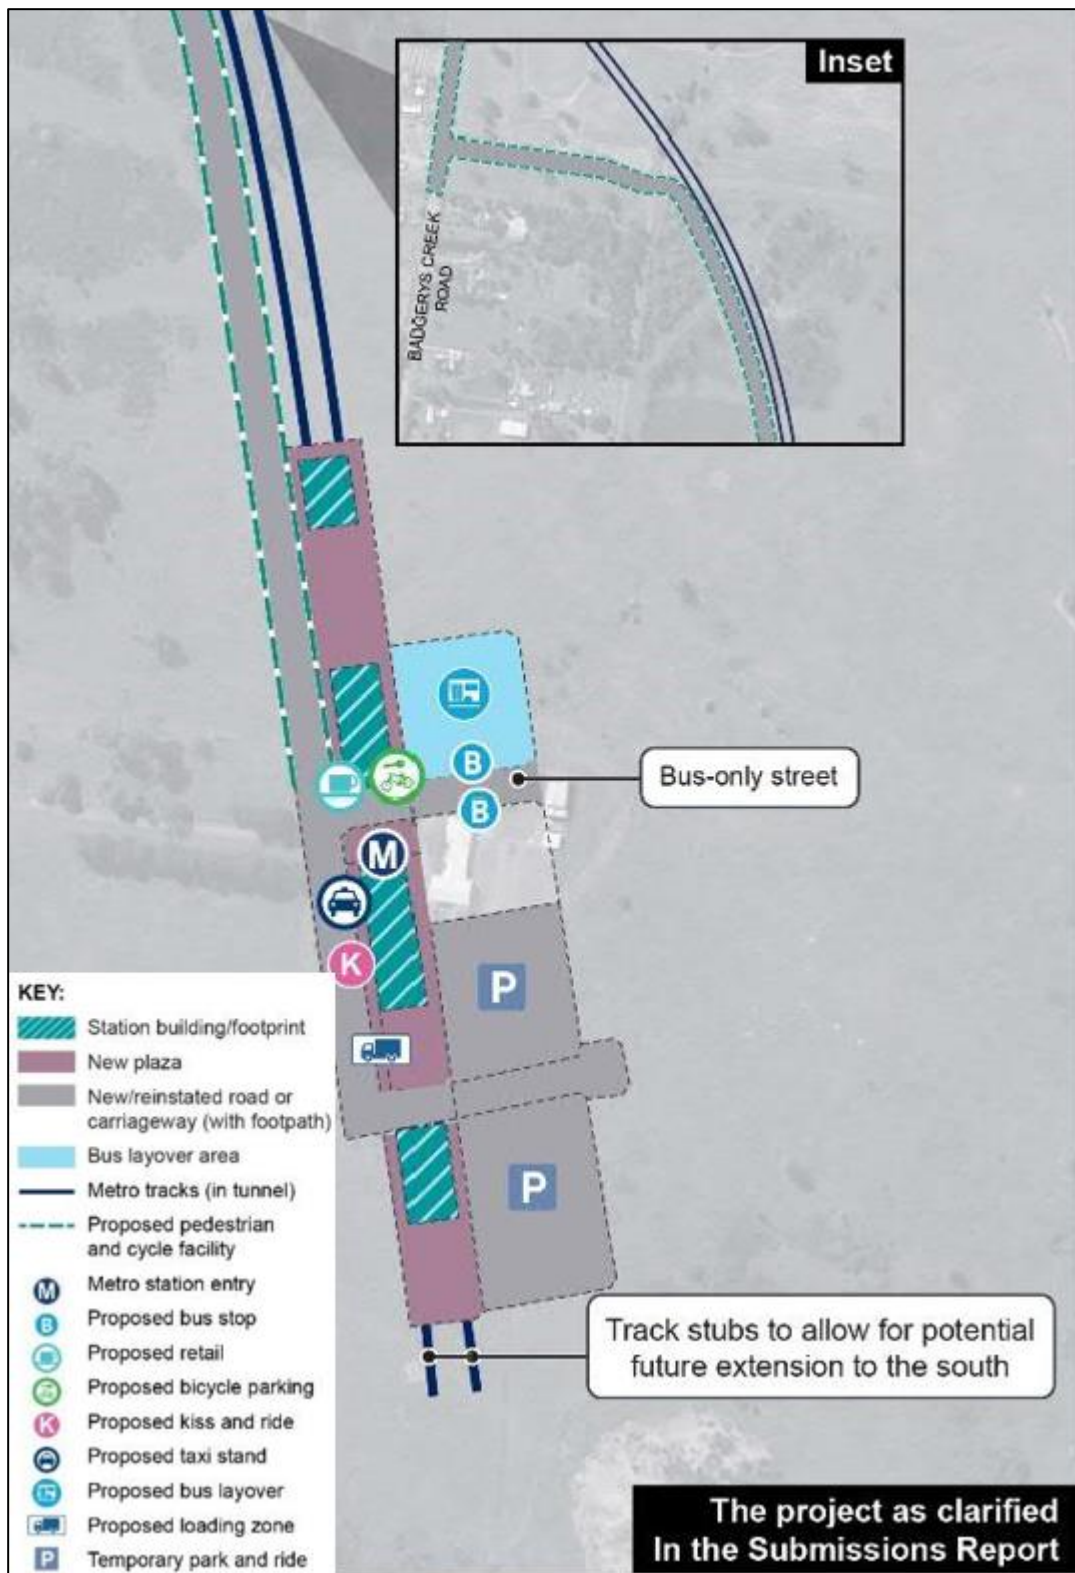 Inset
BADGERYS CREEK
ROAD
B
Bus-only street
B
M
K
P
P
KEY:
Station building/footprint
New plaza
New/reinstated road or
carriageway (with footpath)
Bus layover area
Metro tracks (in tunnel)
Proposed pedestrian
and cycle facility
M Metro station entry
B Proposed bus stop
Proposed retail
Proposed bicycle parking
K Proposed kiss and ride
Proposed taxi stand
Proposed bus layover
Proposed loading zone
P Temporary park and ride
Track stubs to allow for potential
future extension to the south
The project as clarified
In the Submissions Report